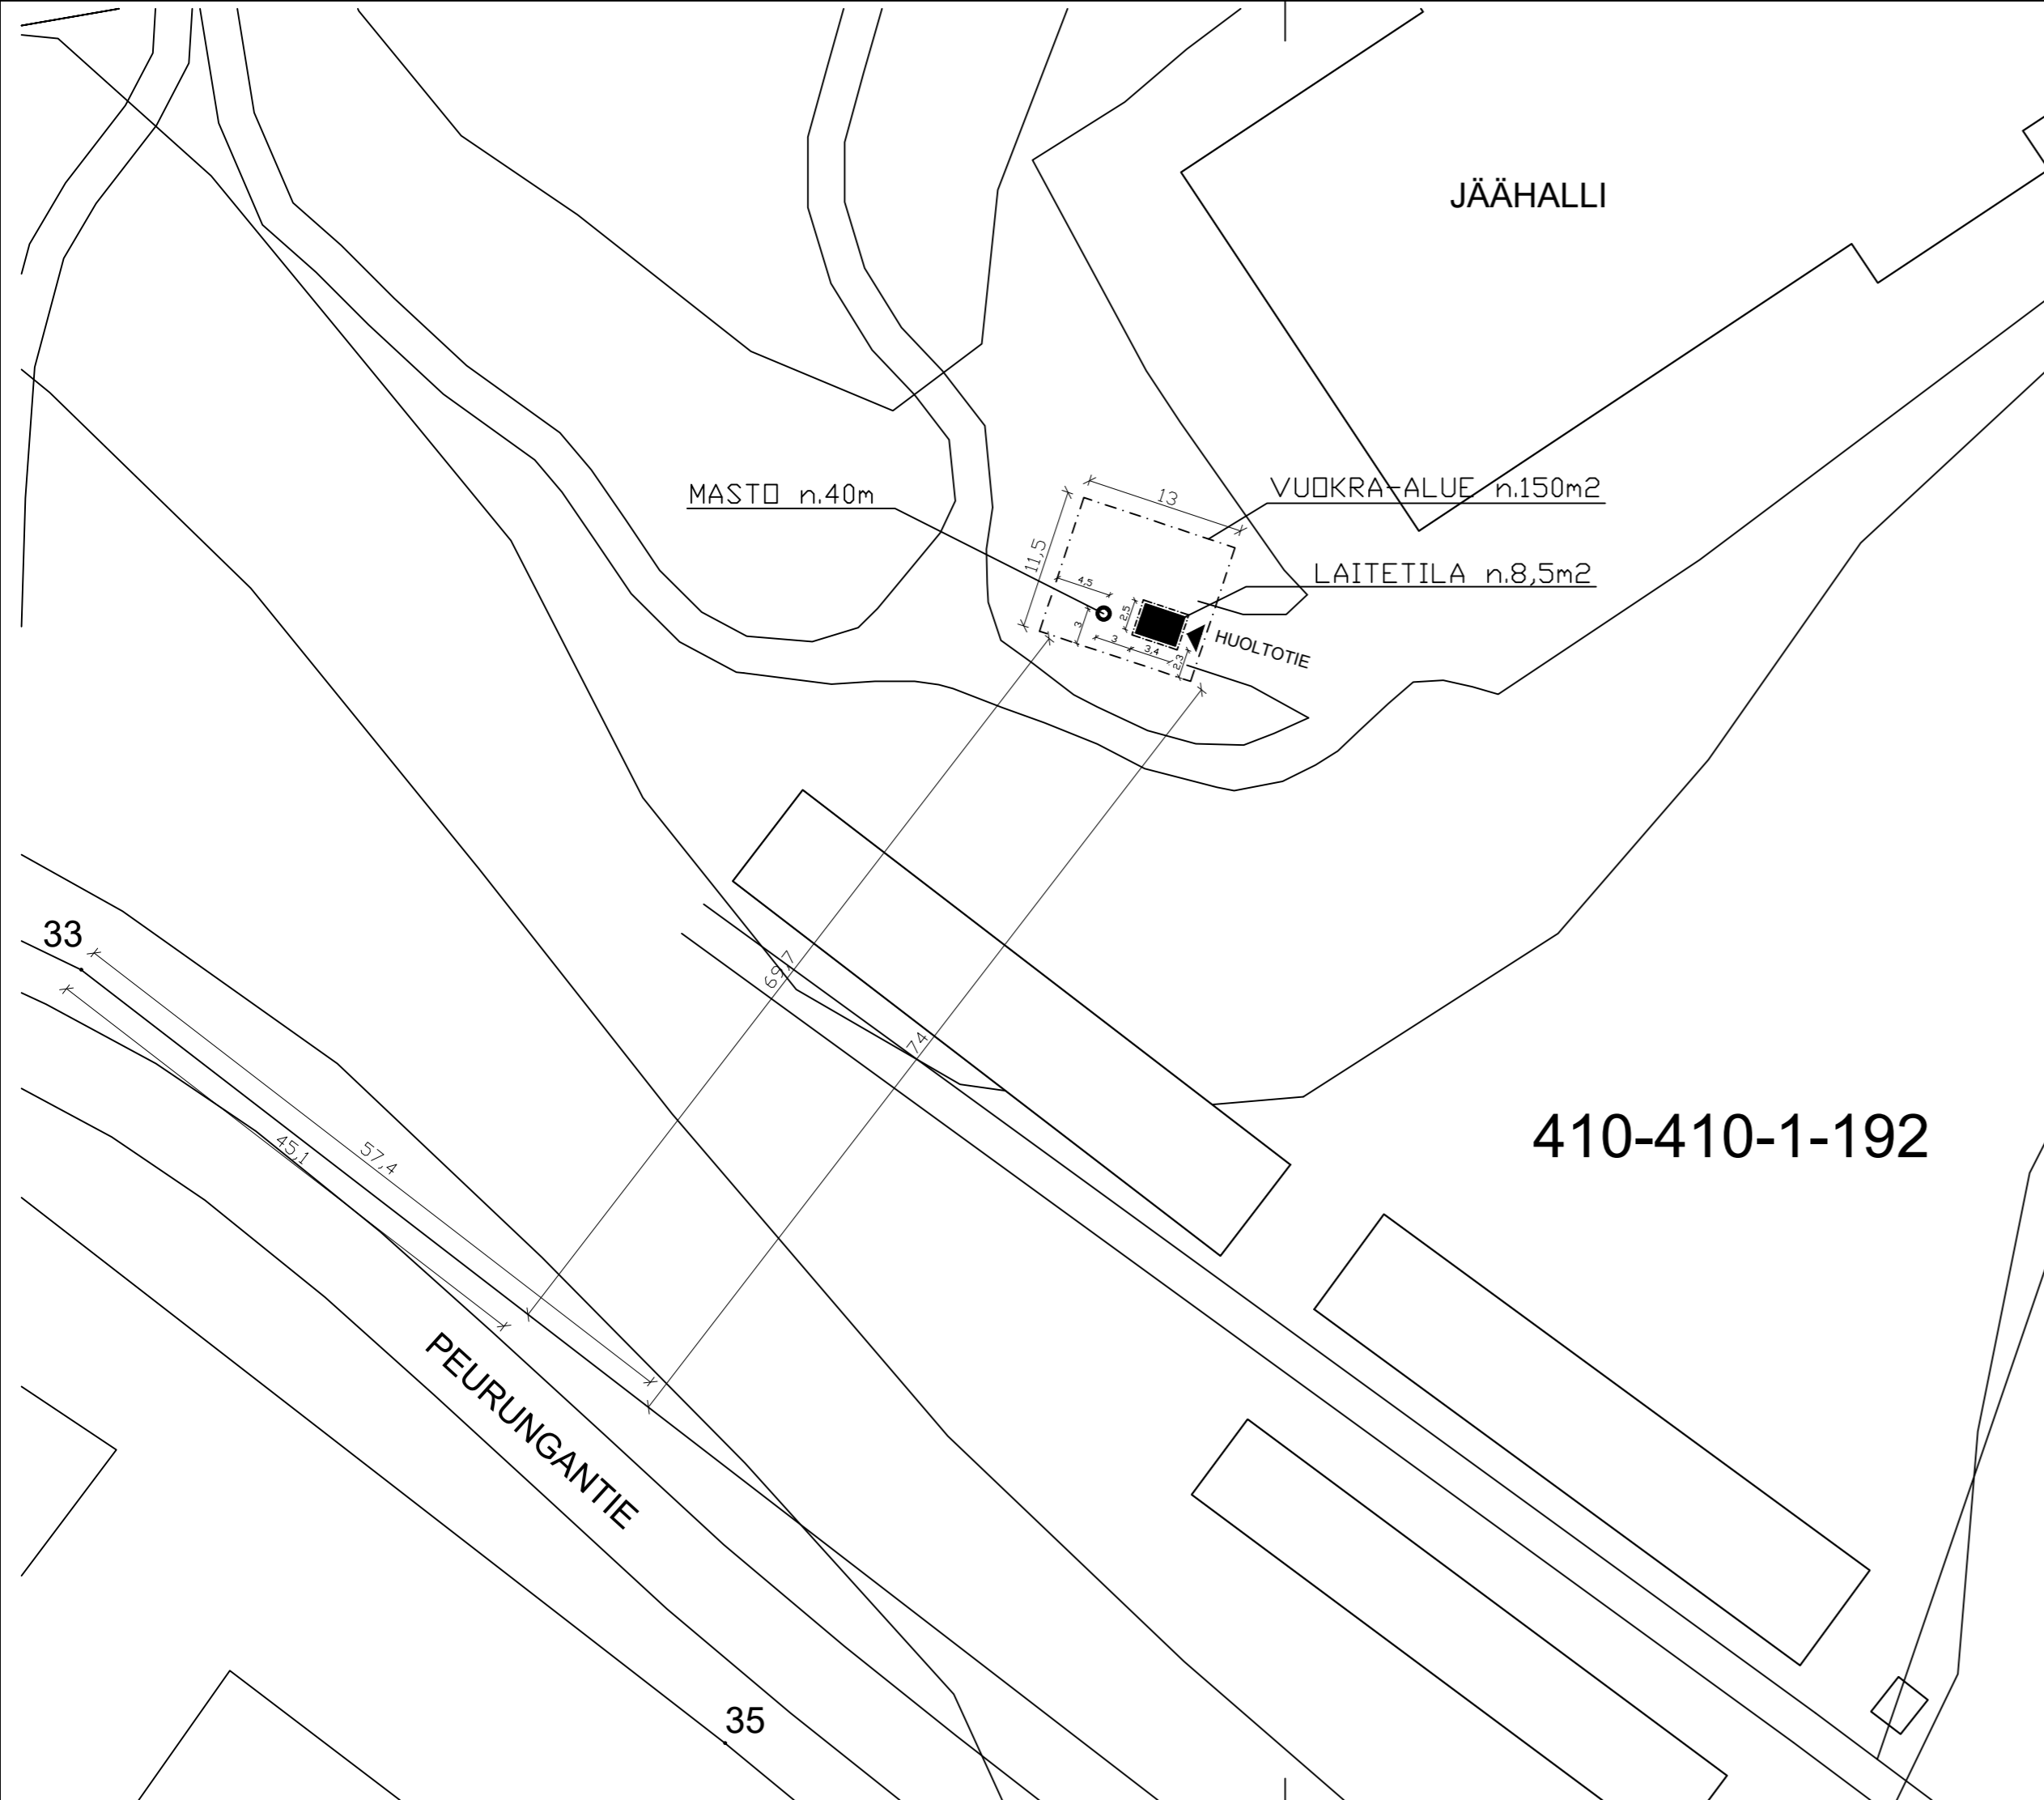 JÄÄHALLI
MASTO n.40m
VUOKRA-ALUE n.150m2
13
11,5
LAITETILA n.8,5m2
4,5
2,5
3
3
3,4
2,3
HUOLTOTIE
33
69,7
74
45,1
57,4
410-410-1-192
PEURUNGANTIE
35